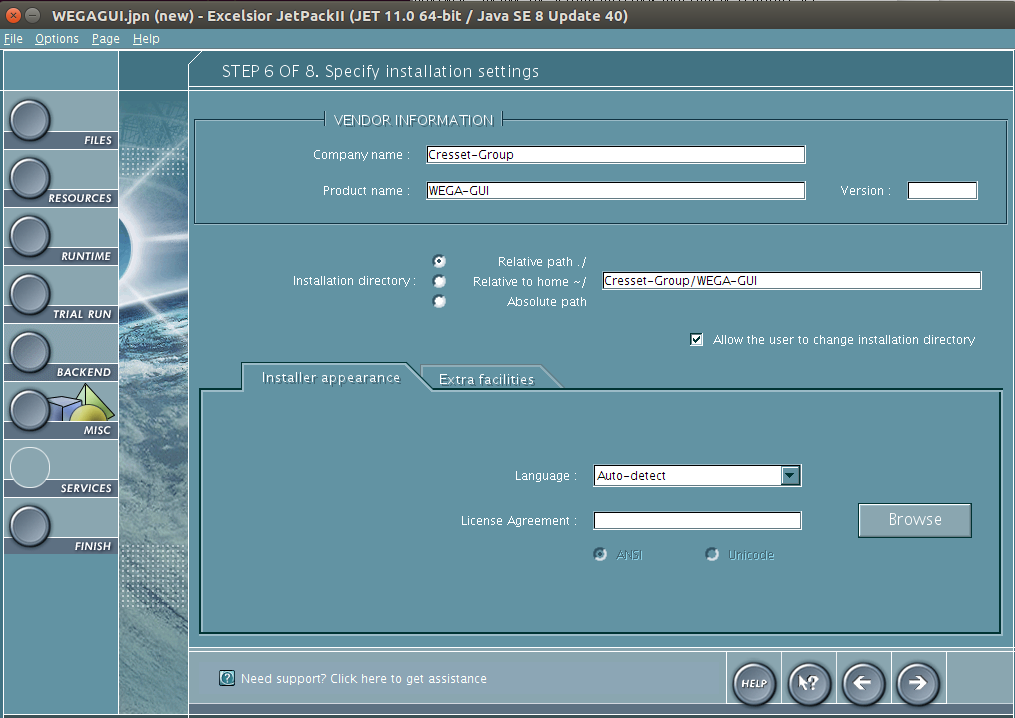 WEGAGUI.jpn (new) - Excelsior JetPackII (JET 11.0 64-bit / Java SE 8 Update 40)
File Options Page Help
STEP 6 OF 8. Specify installation settings
FILES
RESOURCES
RUNTIME
TRIAL RUN
BACKEND
MISC
SERVICES
FINISH
VENDOR INFORMATION
Company name : Cresset-Group
Product name : WEGA-GUI Version :
Installation directory :
Relative path ./
Relative to home ~/
Absolute path
Cresset-Group/WEGA-GUI
Allow the user to change installation directory
Installer appearance Extra facilities
Language : Auto-detect
License Agreement : Browse
ANSI Unicode
? Need support? Click here to get assistance
HELP ?